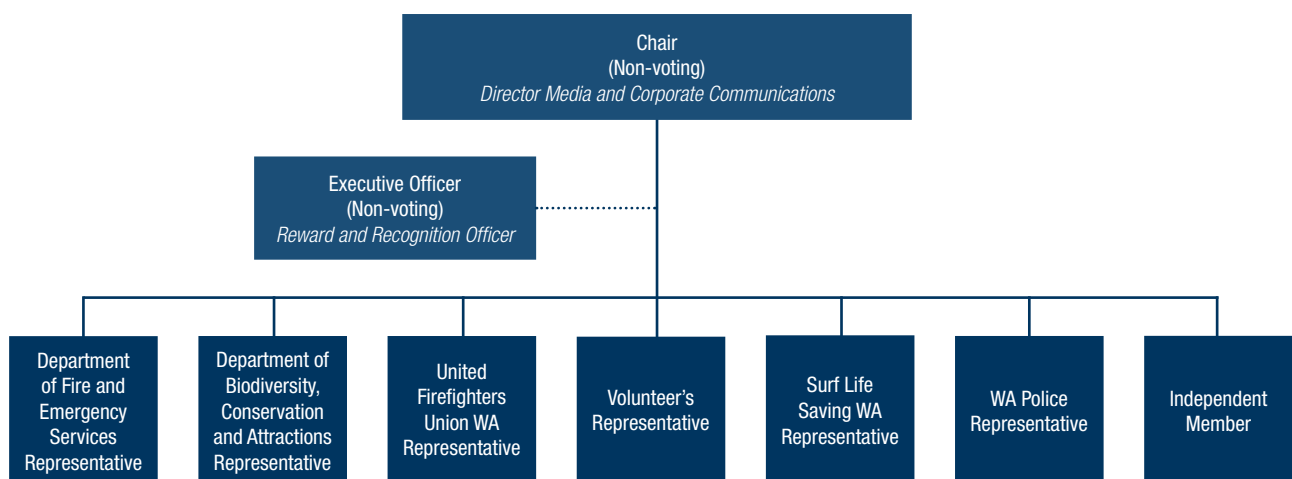 Chair
(Non-voting)
Director Media and Corporate Communications
Executive Officer
(Non-voting)
Reward and Recognition Officer
Department
of Fire and
Emergency
Services
Representative
Department of
Biodiversity,
Conservation
and Attractions
Representative
United
Firefighters
Union WA
Representative
Volunteer’s
Representative
Surf Life
Saving WA
Representative
WA Police
Representative
Independent
Member